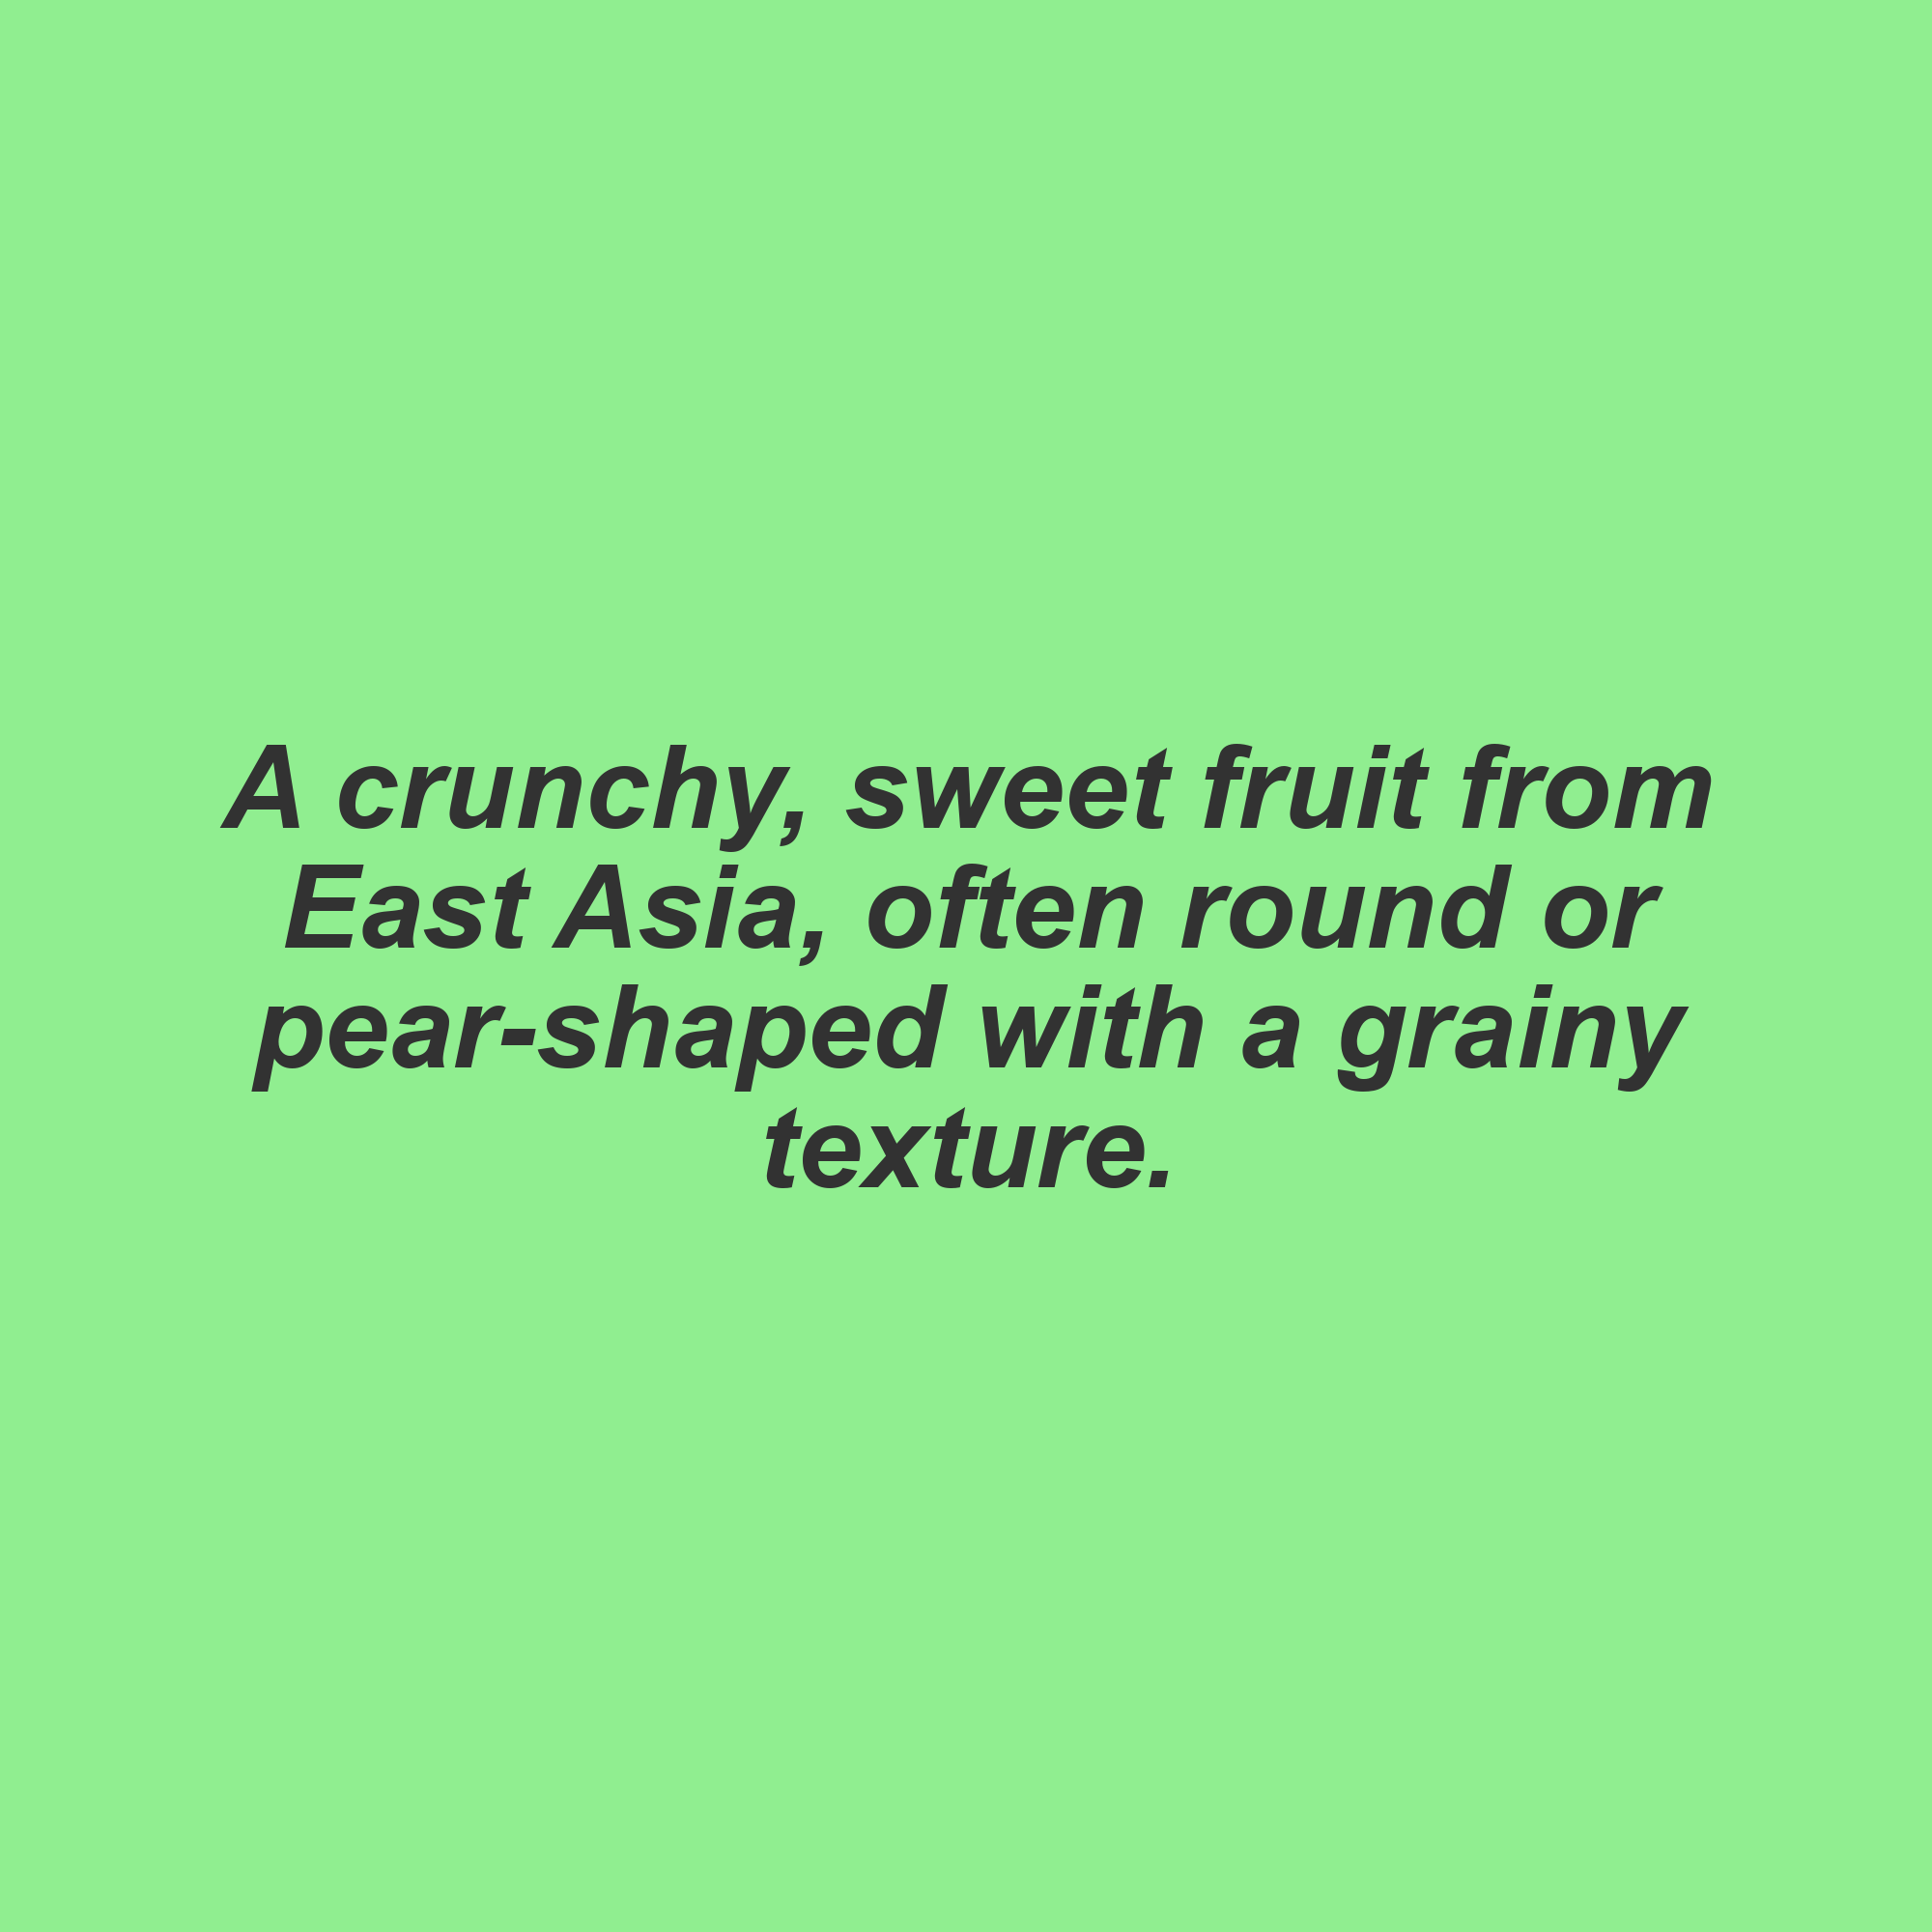 A crunchy, sweet fruit from
East Asia, often round or
pear-shaped with a grainy
texture.